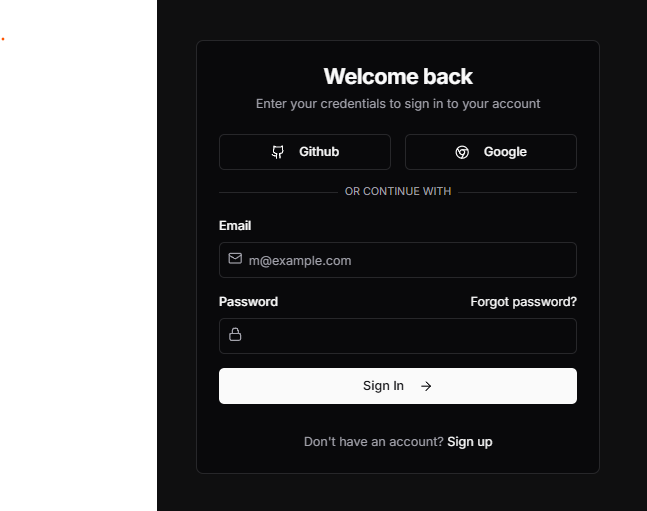 Welcome back
Enter your credentials to sign in to your account
Github
Google
OR CONTINUE WITH
Email
m@example.com
Password
Forgot password?
Sign In
Don't have an account? Sign up